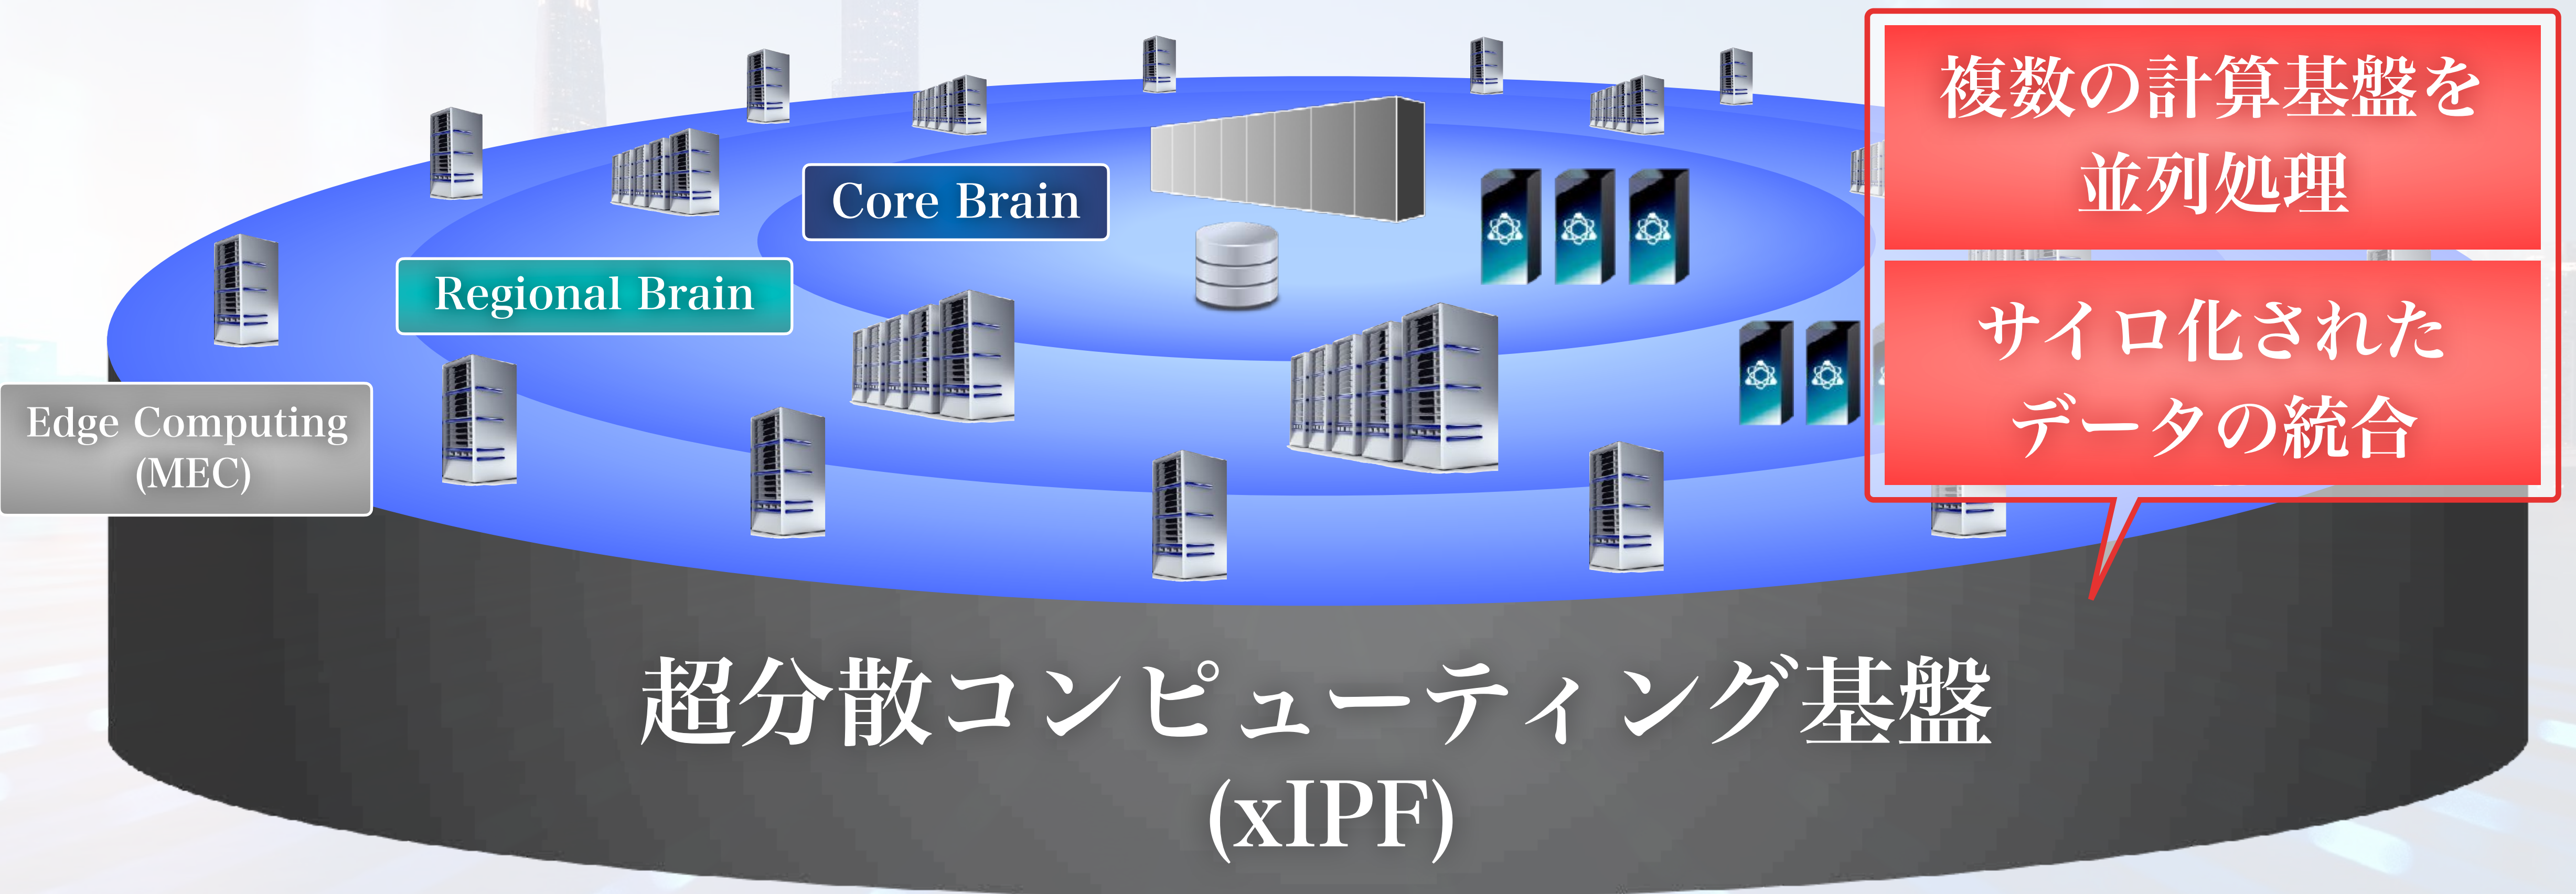 複数の計算基盤を
並列処理
サイロ化された
データの統合
Core Brain
Regional Brain
Edge Computing
(MEC)
超分散コンピューティング基盤
(xIPF)